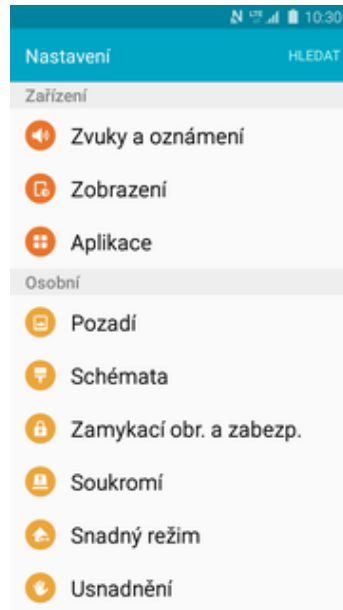 10:30
Nastavení HLEDAT
Zařízení
Zvuky a oznámení
Zobrazení
Aplikace
Osobní
Pozadí
Schémata
Zamykací obr. a zabezp.
Soukromí
Snadný režim
Usnadnění